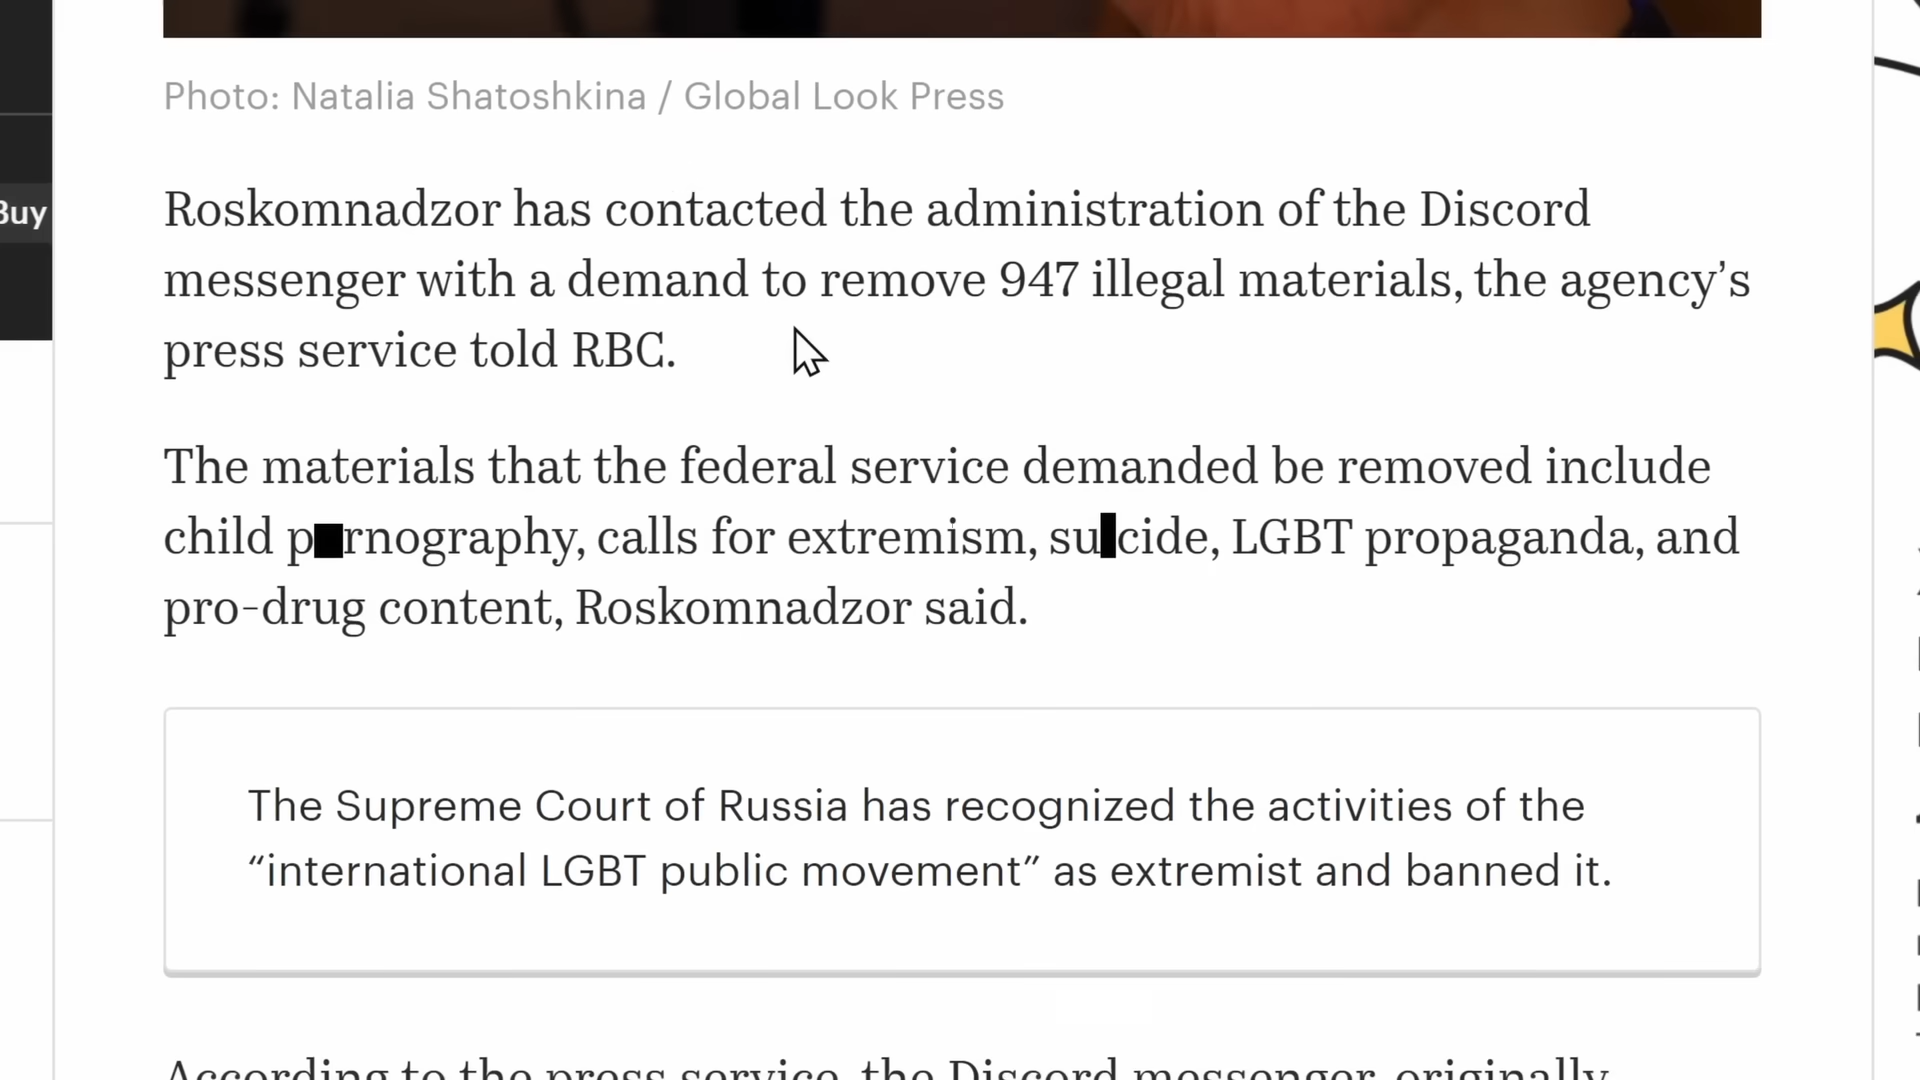 Buy
Photo: Natalia Shatoshkina / Global Look Press
Roskomnadzor has contacted the administration of the Discord
messenger with a demand to remove 947 illegal materials, the agency’s
press service told RBC.
The materials that the federal service demanded be removed include
child p■rnography, calls for extremism, su▮cide, LGBT propaganda, and
pro-drug content, Roskomnadzor said.
The Supreme Court of Russia has recognized the activities of the
“international LGBT public movement” as extremist and banned it.
According to the press service, the Discord messenger, originally